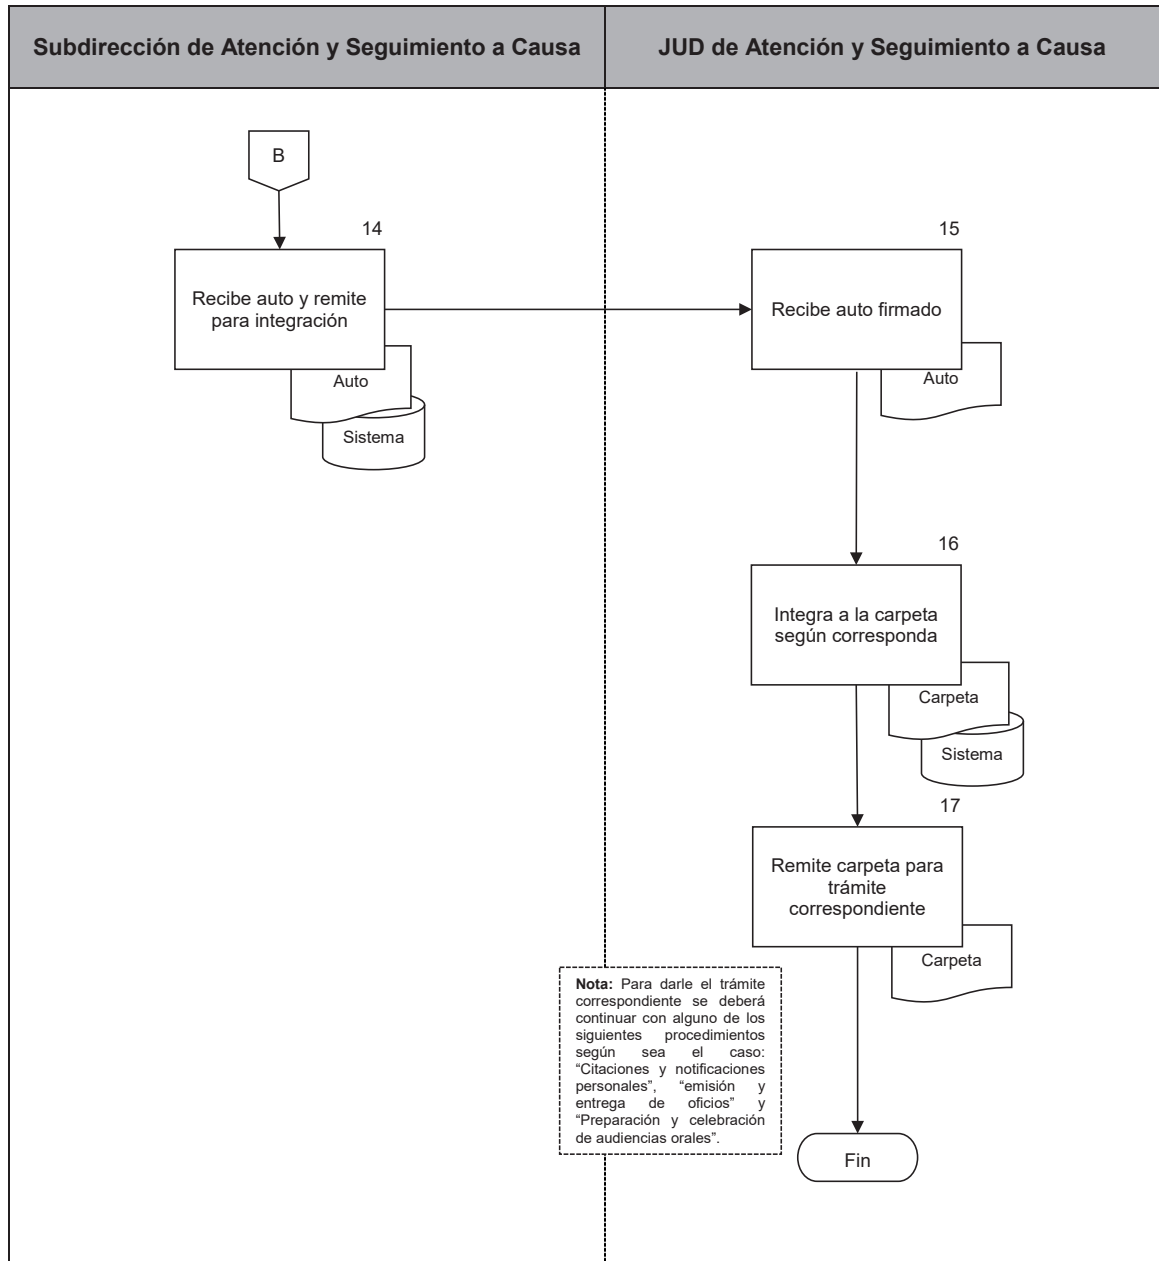 Subdirección de Atención y Seguimiento a Causa
JUD de Atención y Seguimiento a Causa
B
14
Recibe auto y remite
para integración
Auto
Sistema
15
Recibe auto firmado
Auto
16
Integra a la carpeta
según corresponda
Carpeta
Sistema
17
Remite carpeta para
trámite
correspondiente
Carpeta
Nota: Para darle el trámite
correspondiente se deberá
continuar con alguno de los
siguientes procedimientos
según sea el caso:
“Citaciones y notificaciones
personales”, “emisión y
entrega de oficios” y
“Preparación y celebración
de audiencias orales”.
Fin